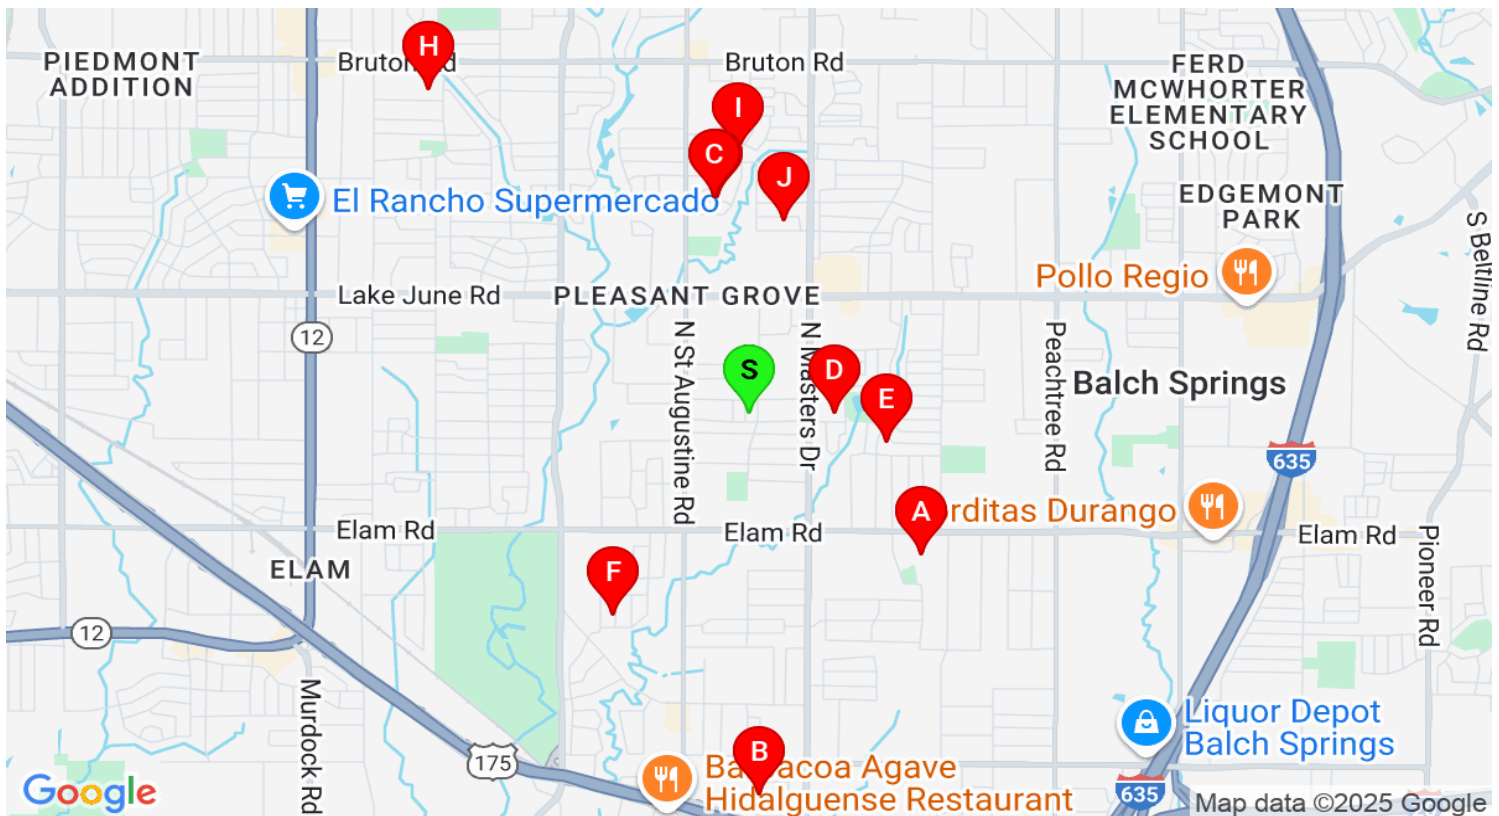 PIEDMONT
ADDITION
H
Bruton Rd
Bruton Rd
FERD
MCWHORTER
ELEMENTARY
SCHOOL
I
C
J
El Rancho Supermercado
EDGEMONT
PARK
S Beltline Rd
Pollo Regio
Lake June Rd
PLEASANT GROVE
12
N St Augustine Rd
N Masters Dr
Peachtree Rd
S
D
E
Balch Springs
635
A
rditas Durango
Elam Rd
Elam Rd
Elam Rd
Pioneer Rd
ELAM
F
12
Murdock Rd
Liquor Depot
Balch Springs
B
175
Barbacoa Agave
Hidalguense Restaurant
635
Google
Map data ©2025 Google